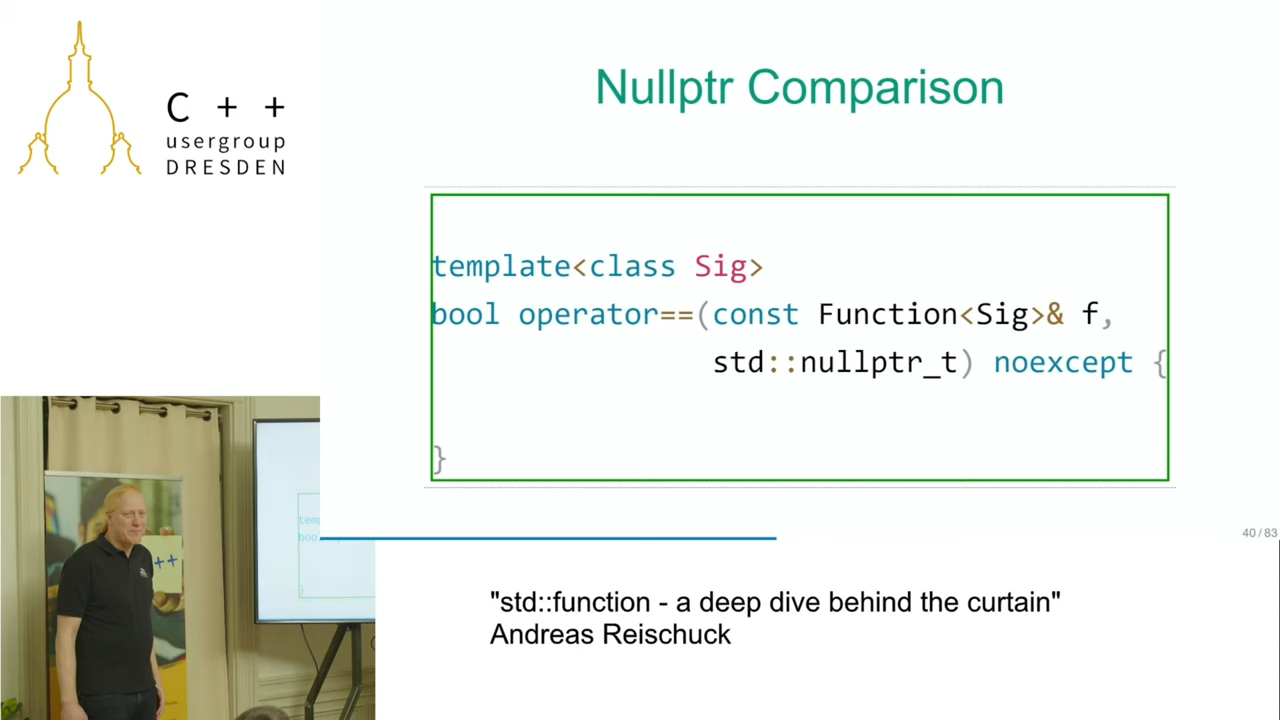 C + +
usergroup
DRESDEN
Nullptr Comparison
template<class Sig>
bool operator==(const Function<Sig>& f,
std::nullptr_t) noexcept {
}
40 / 83
++
"std::function - a deep dive behind the curtain"
Andreas Reischuck